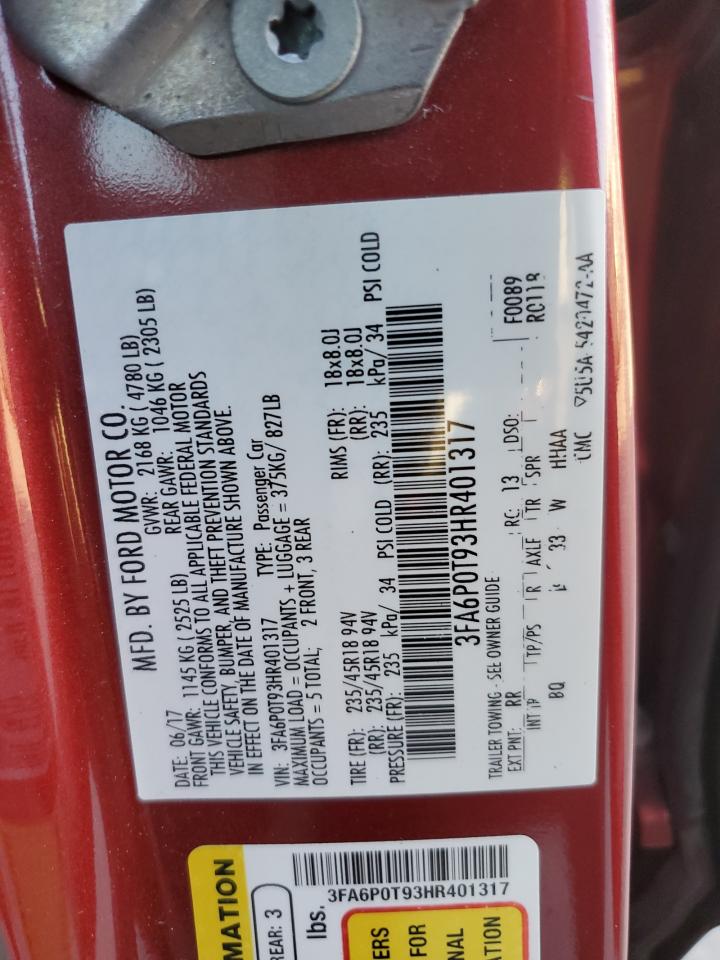 MFD. BY FORD MOTOR CO.
DATE: 06/17 GVWR: 2168 KG ( 4780 LB)
FRONT GAWR: 1145 KG ( 2525 LB) REAR GAWR: 1046 KG ( 2305 LB)
THIS VEHICLE CONFORMS TO ALL APPLICABLE FEDERAL MOTOR
VEHICLE SAFETY, BUMPER, AND THEFT PREVENTION STANDARDS
IN EFFECT ON THE DATE OF MANUFACTURE SHOWN ABOVE.
VIN: 3FA6P0T93HR401317 TYPE: Passenger Car
MAXIMUM LOAD = OCCUPANTS + LUGGAGE = 375KG/ 827LB
OCCUPANTS = 5 TOTAL; 2 FRONT, 3 REAR
TIRE (FR): 235/45R18 94V RIMS (FR): 18x8.0J
(RR): 235/45R18 94V (RR): 18x8.0J
PRESSURE (FR): 235 kPa/ 34 PSI COLD (RR): 235 kPa/ 34 PSI COLD
3FA6P0T93HR401317
TRAILER TOWING - SEE OWNER GUIDE
EXT PNT: RR RC: 13 DSO: F0089
INT TR TP/PS R AXLE TR SPR RC11B
BQ 33 W HHAA
3FA6P0T93HR401317
MATION
REAR: 3
lbs.
ERS
FOR
NAL
ATION